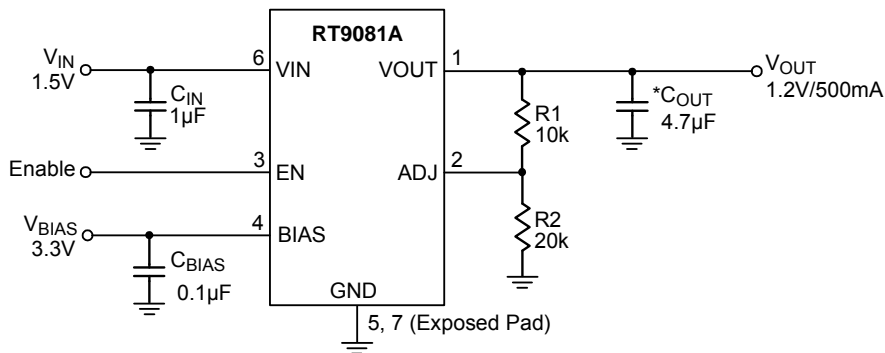 RT9081A
VIN
1.5V
CIN
1µF
6
VIN
VOUT
1
VOUT
1.2V/500mA
*COUT
4.7µF
R1
10k
Enable
3
EN
ADJ
2
R2
20k
VBIAS
3.3V
CBIAS
0.1µF
4
BIAS
GND
5, 7 (Exposed Pad)